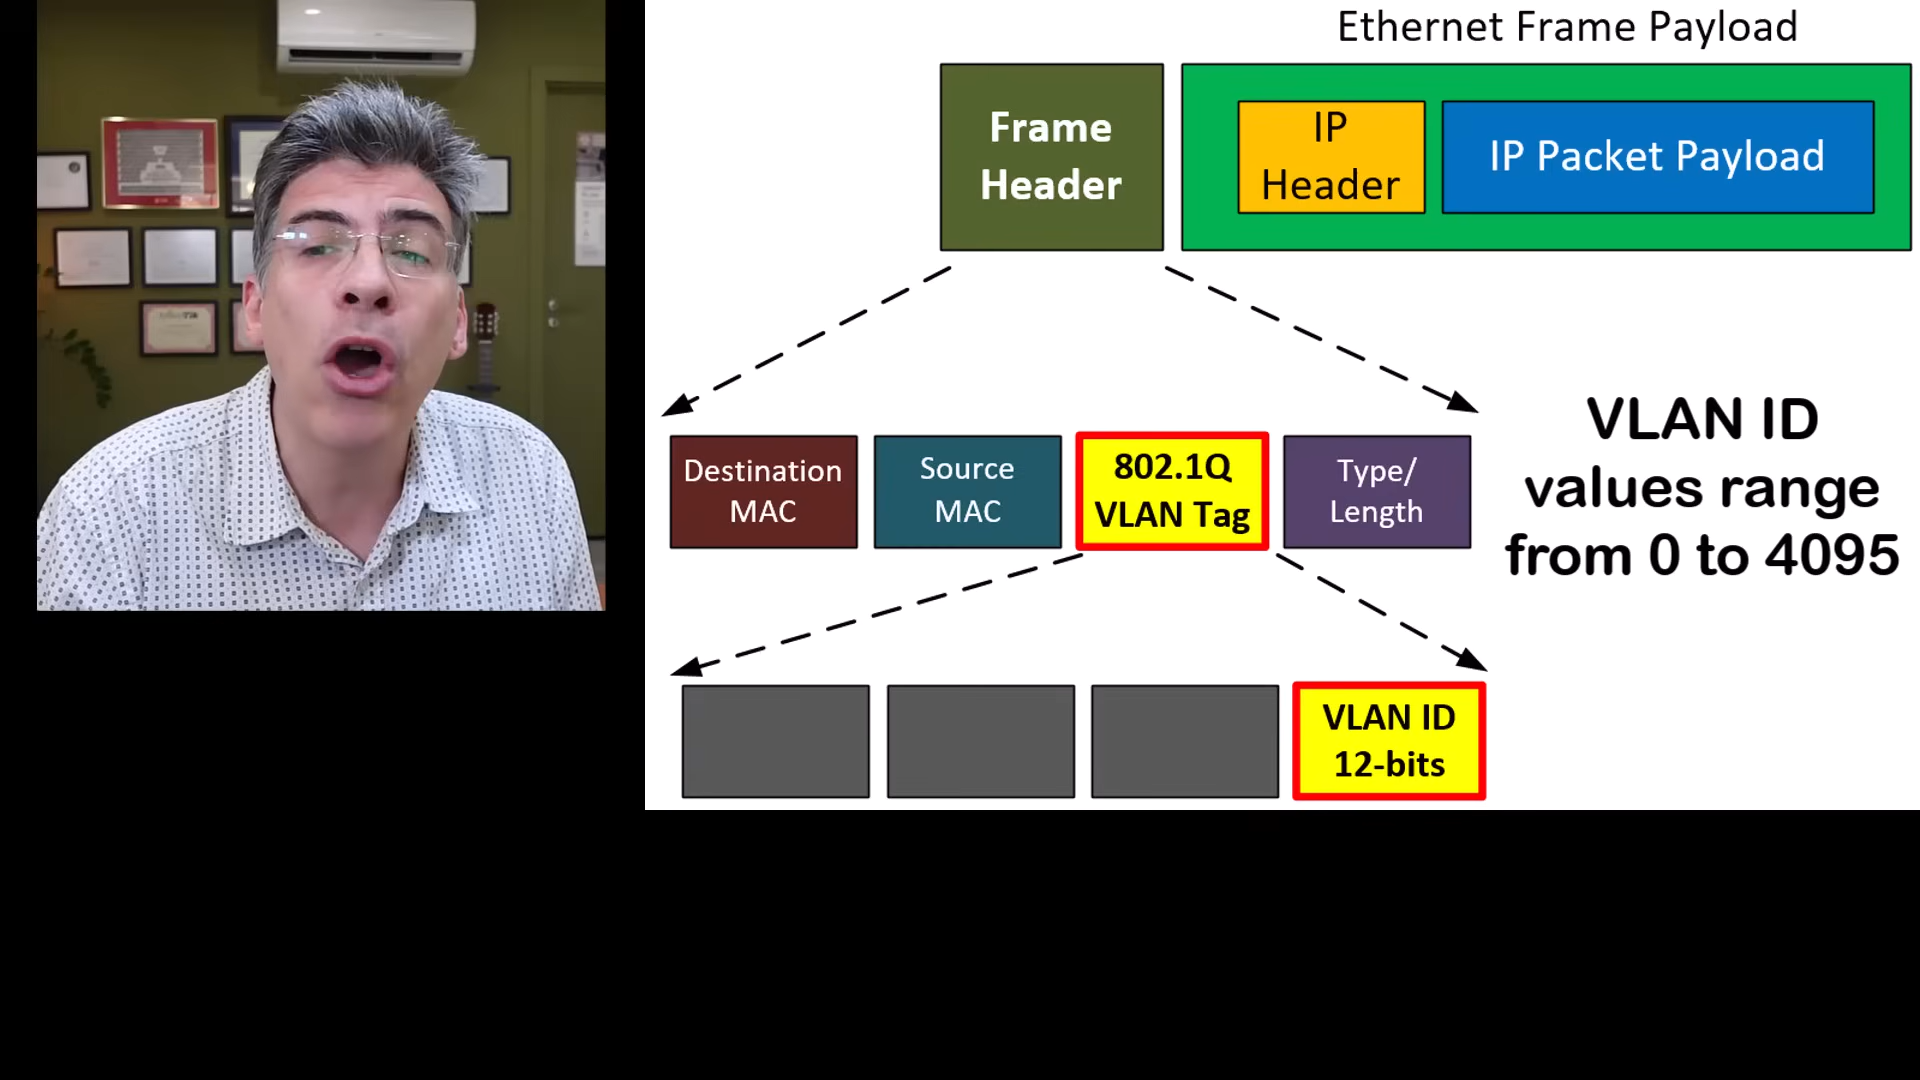 Ethernet Frame Payload
Frame
Header
IP
Header
IP Packet Payload
Destination
MAC
Source
MAC
802.1Q
VLAN Tag
Type/
Length
VLAN ID
values range
from 0 to 4095
VLAN ID
12-bits